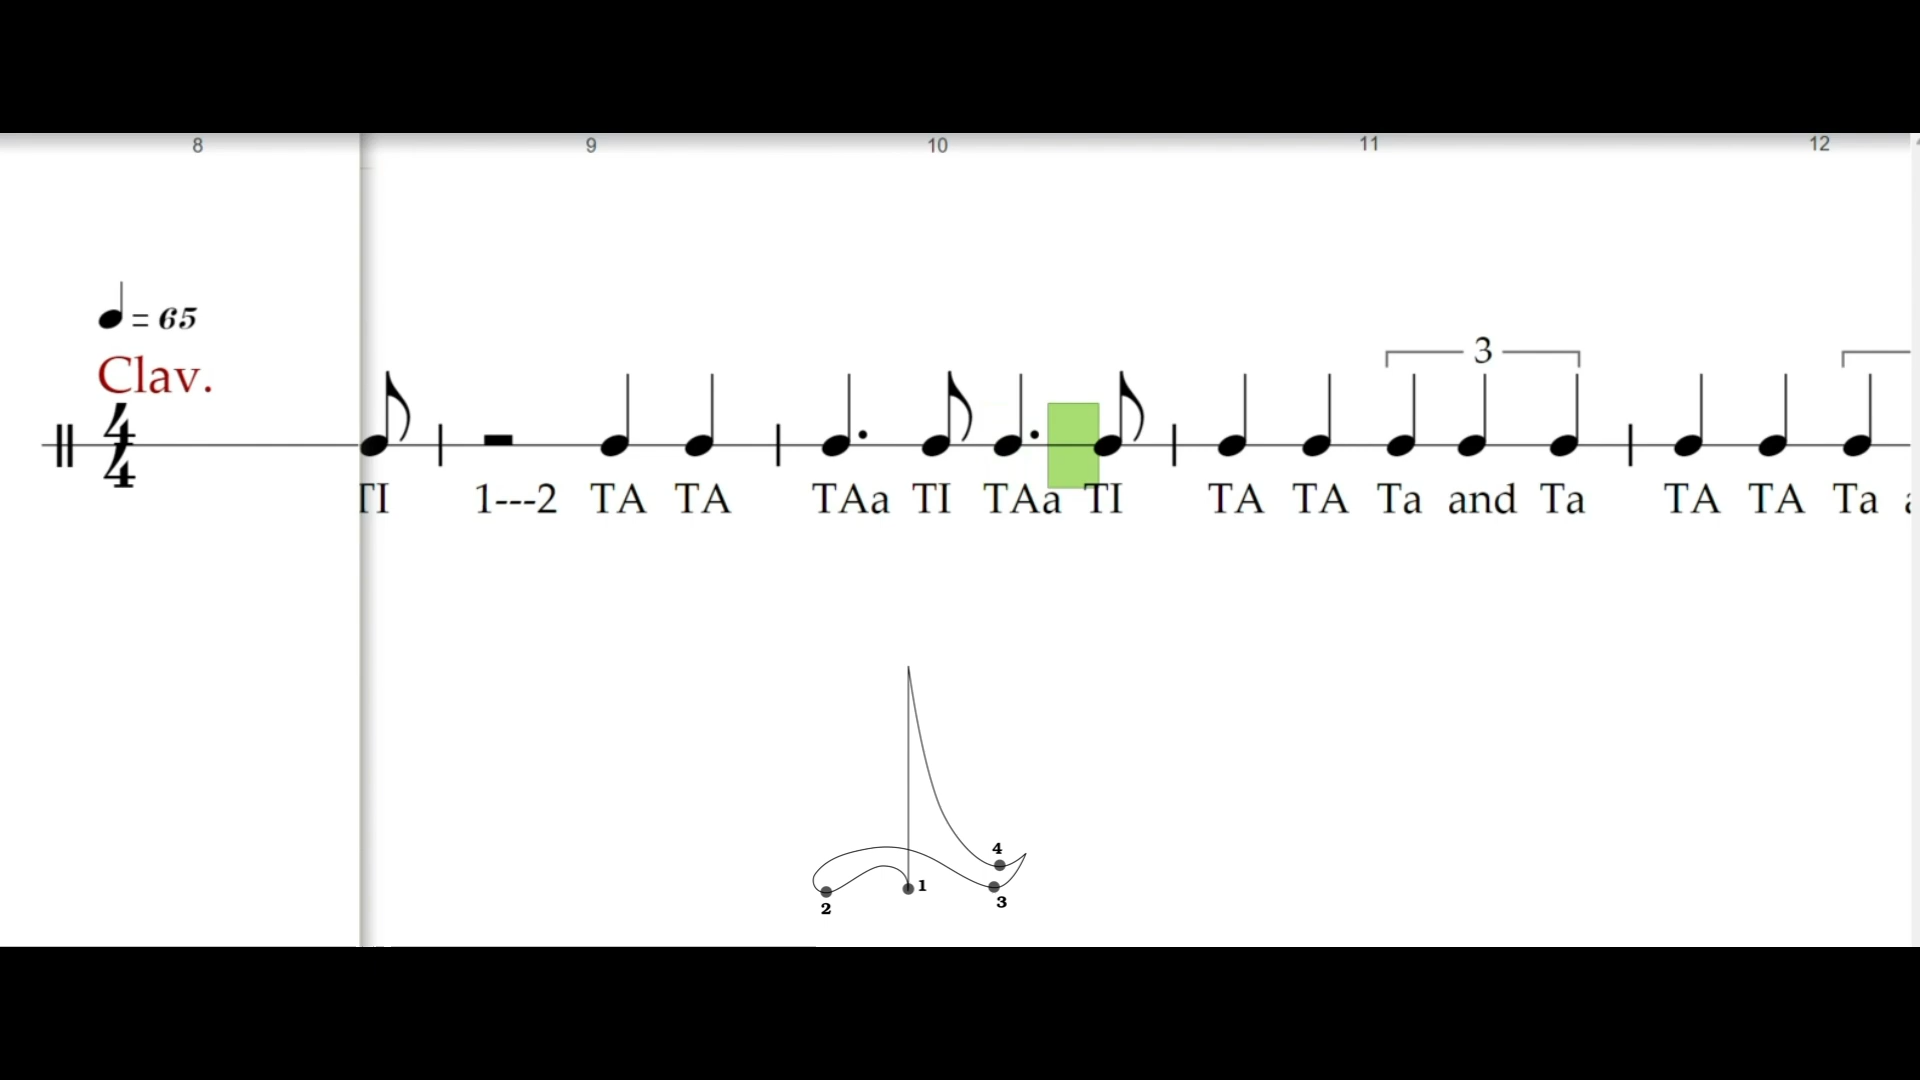 8 9 10 11 12
= 65
Clav.
3
4
4
TI 1---2 TA TA TAa TI TAa TI TA TA Ta and Ta TA TA Ta
4
1
2
3